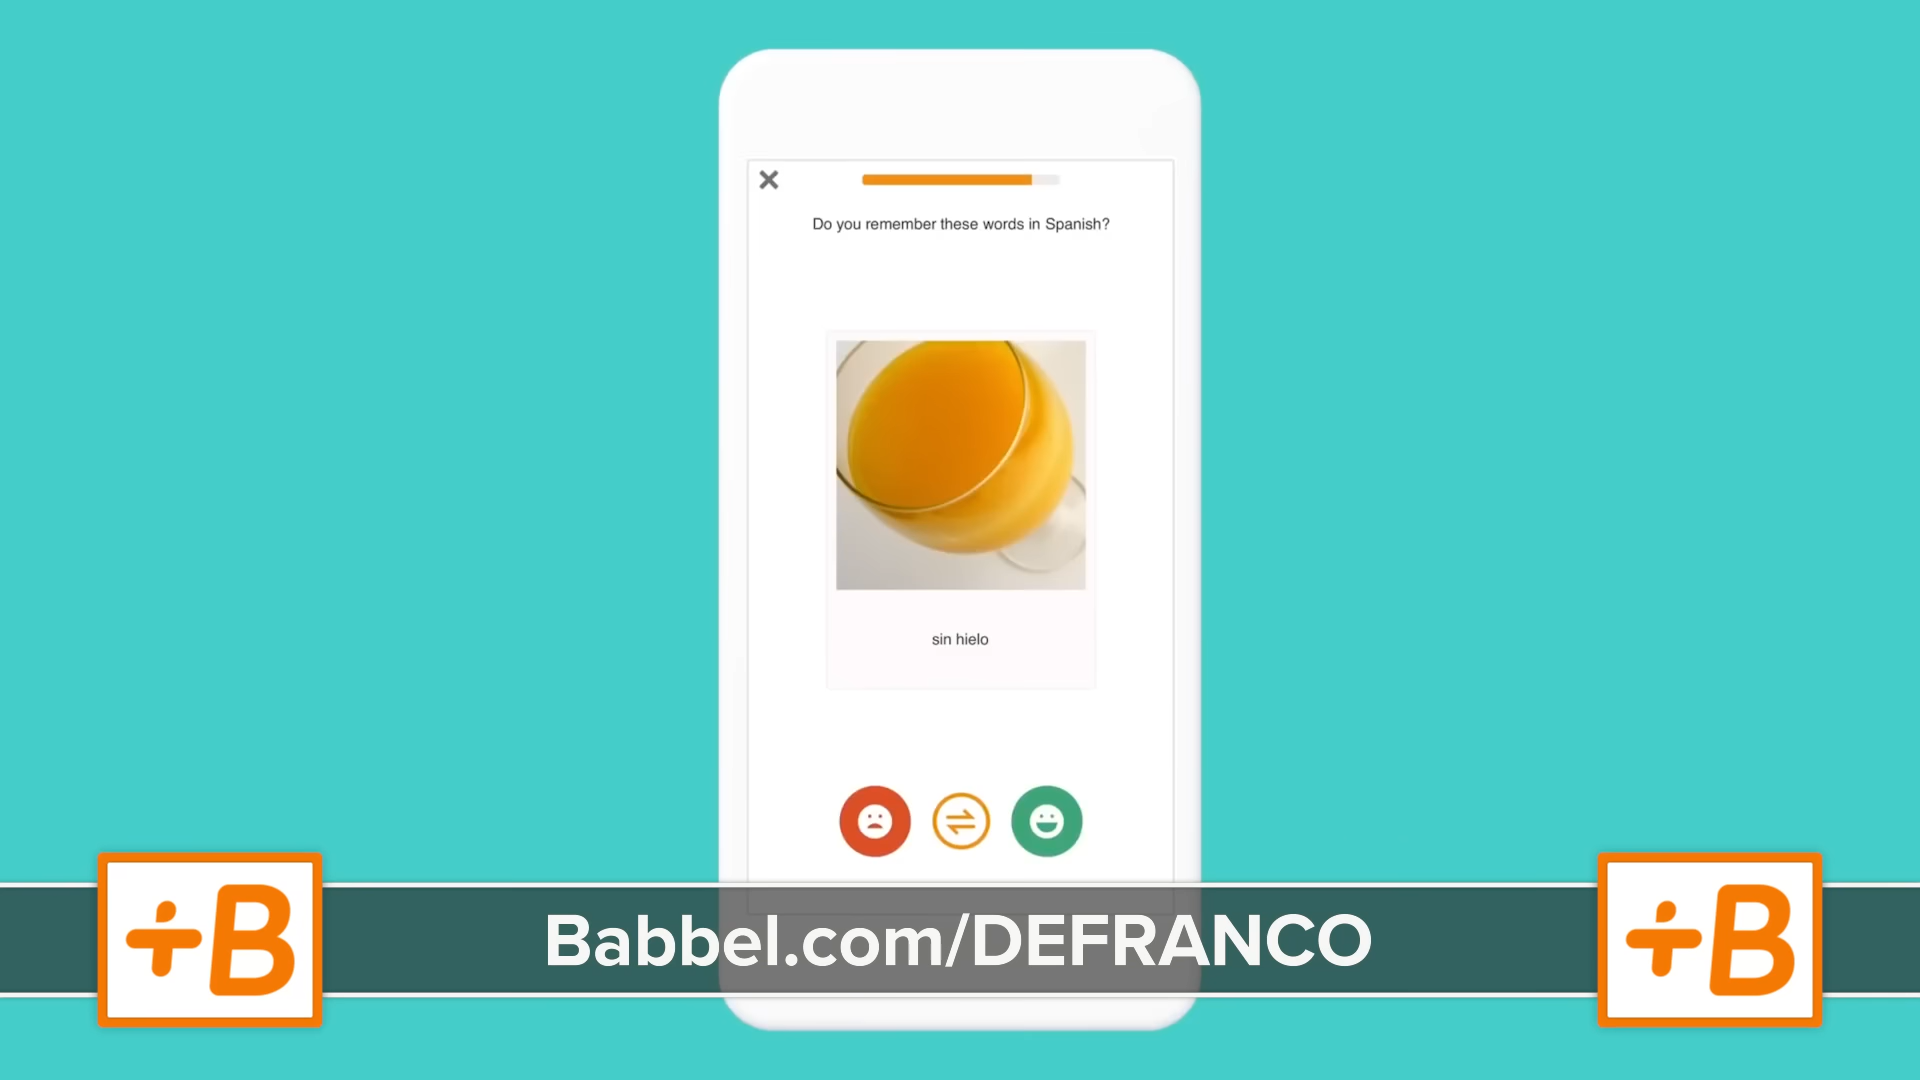 Do you remember these words in Spanish?
sin hielo
+B
Babbel.com/DEFRANCO
+B